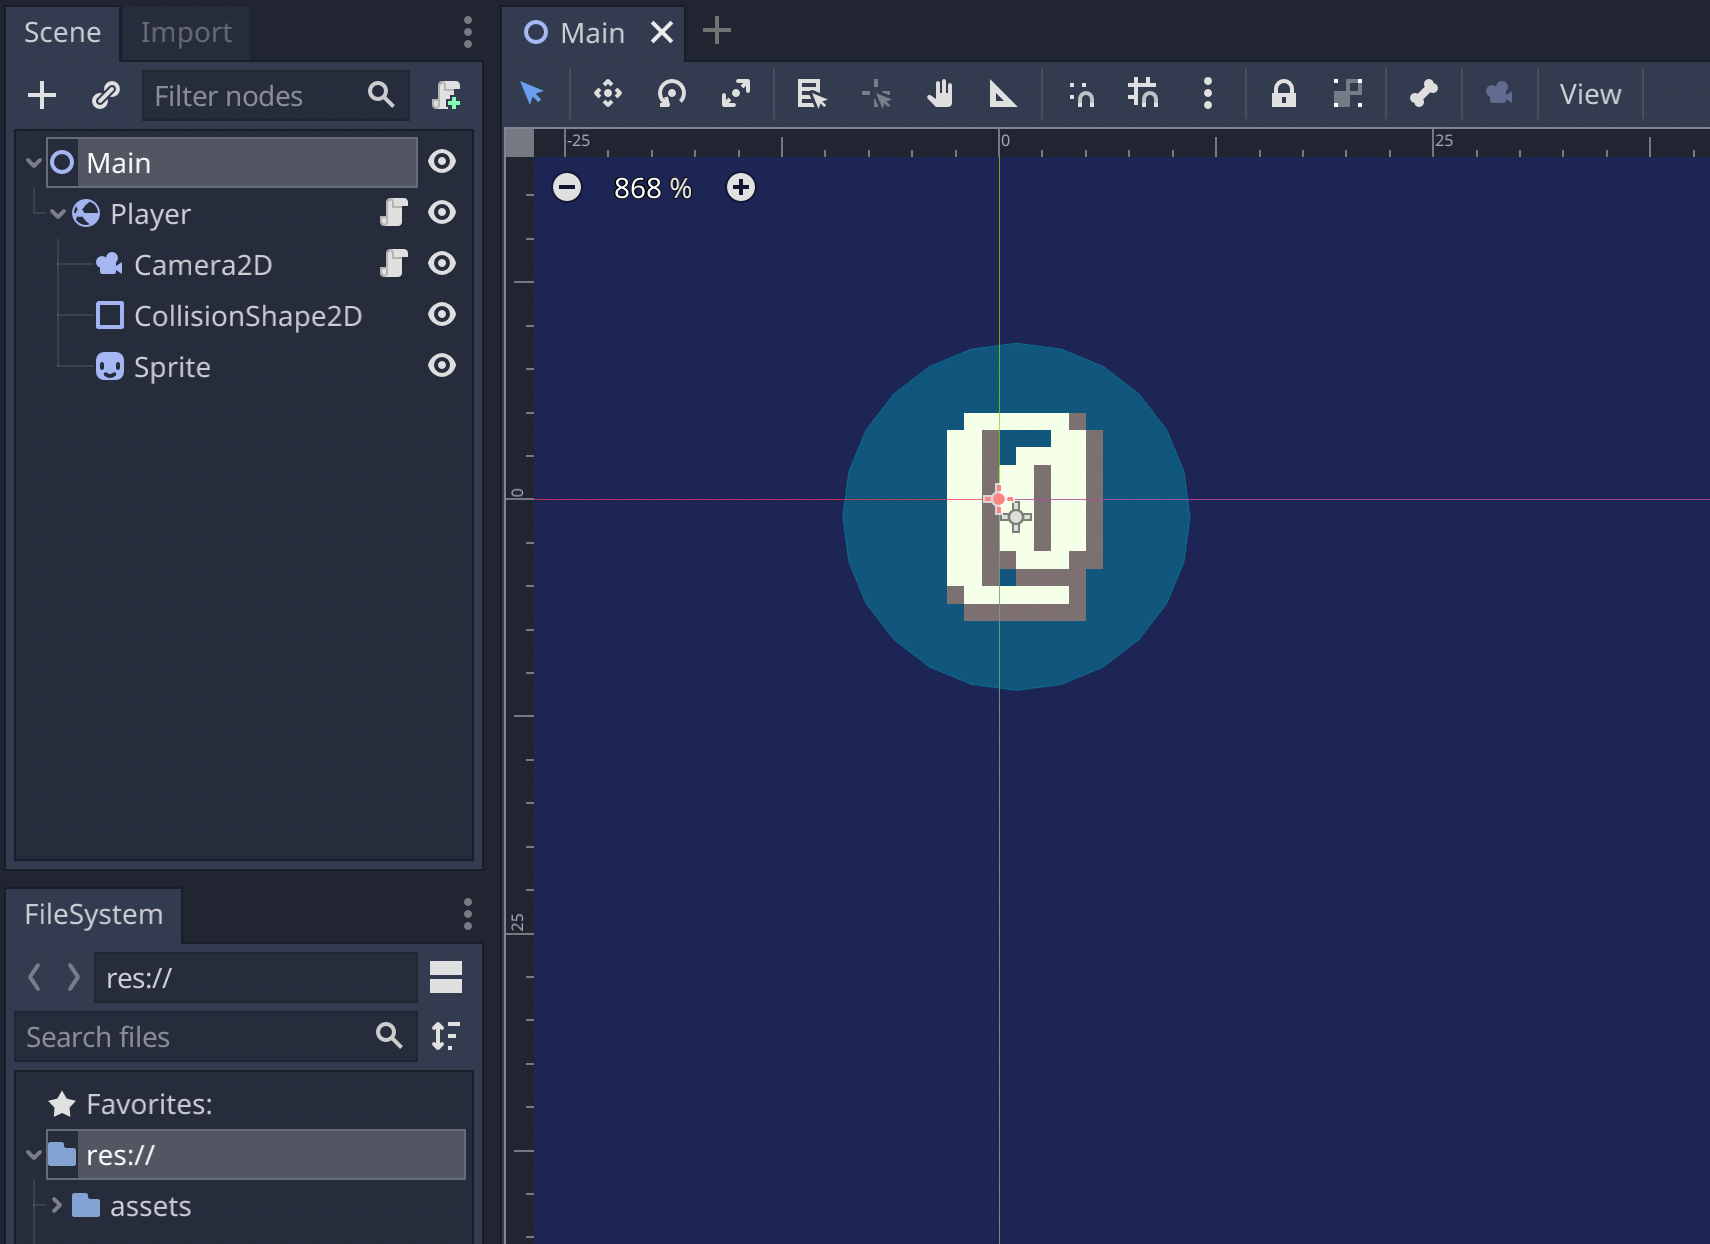 Scene Import
Main
Filter nodes
View
Main
Player
Camera2D
CollisionShape2D
Sprite
-25 0 25
868 %
0
25
FileSystem
res://
Search files
Favorites:
res://
assets